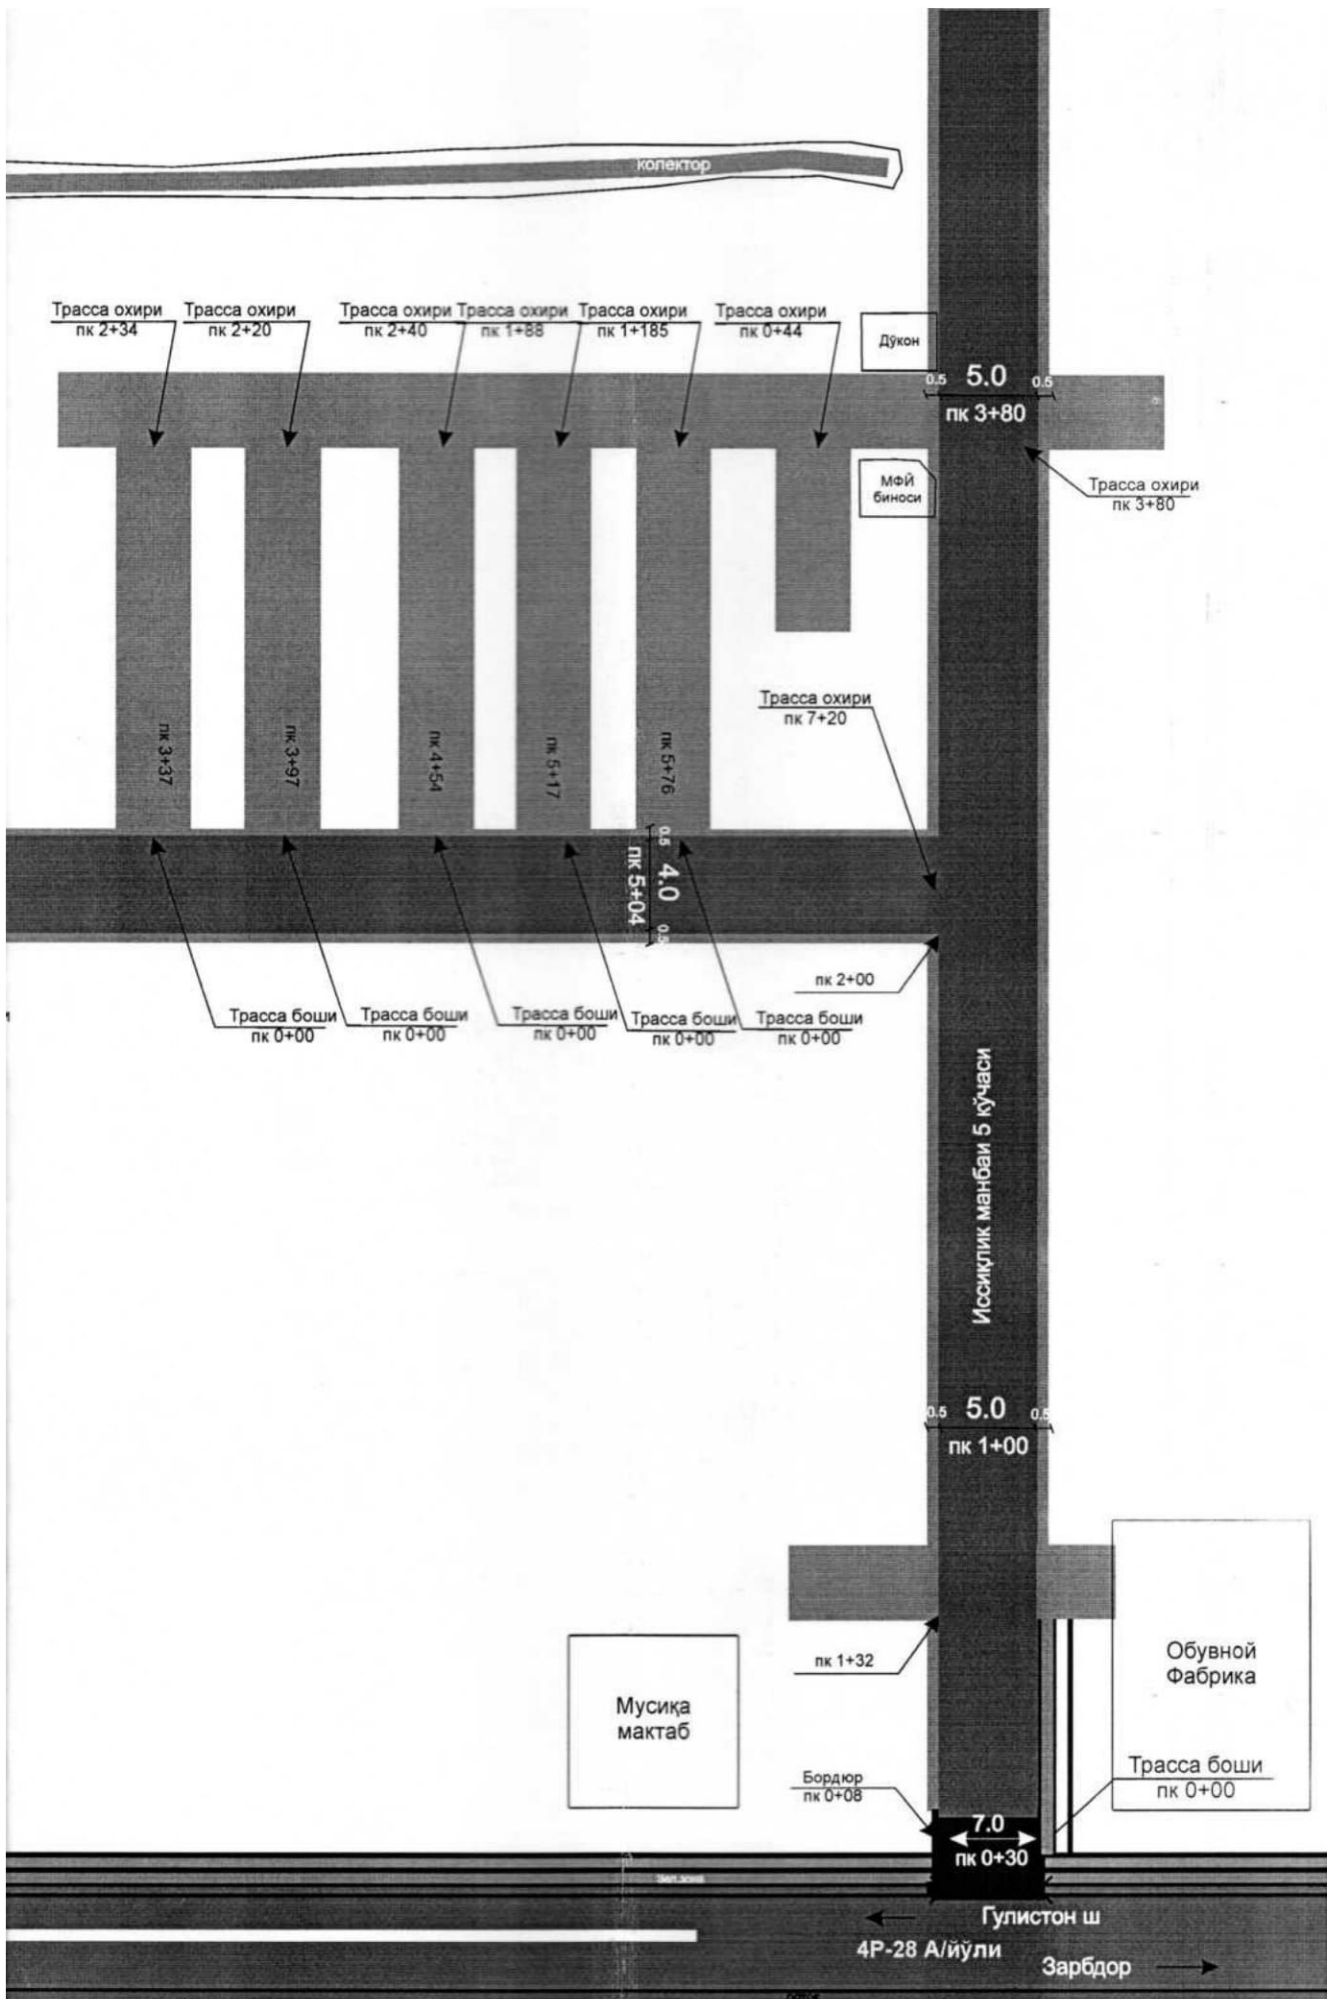 колектор
Трасса охири
пк 2+34
Трасса охири
пк 2+20
Трасса охири
пк 2+40
Трасса охири
пк 1+88
Трасса охири
пк 1+185
Трасса охири
пк 0+44
Дўкон
0.5 5.0 0.5
пк 3+80
МФЙ
биноси
Трасса охири
пк 3+80
Трасса охири
пк 7+20
пк 3+37
пк 3+97
пк 4+54
пк 5+17
пк 5+76
0.5 4.0 0.5
пк 5+04
пк 2+00
Трасса боши
пк 0+00
Трасса боши
пк 0+00
Трасса боши
пк 0+00
Трасса боши
пк 0+00
Трасса боши
пк 0+00
Иссиқлик манбаи 5 кўчаси
0.5 5.0 0.5
пк 1+00
пк 1+32
Мусиқа
мактаб
Обувной
Фабрика
Бордюр
пк 0+08
Трасса боши
пк 0+00
7.0
пк 0+30
Гулистон ш
4Р-28 А/йўли
Зарбдор